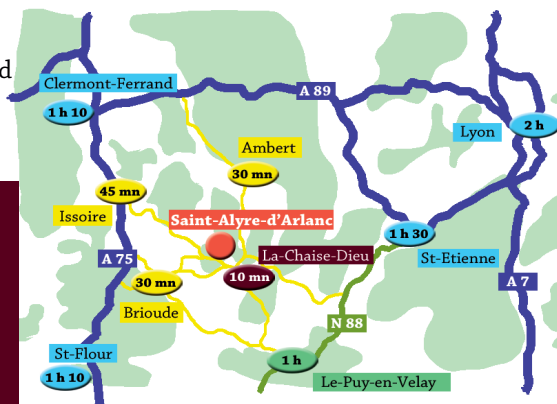 d
Clermont-Ferrand
1 h 10
A 89
Lyon
2 h
Ambert
30 mn
45 mn
Issoire
Saint-Alyre-d'Arlanc
La-Chaise-Dieu
10 mn
1 h 30
St-Etienne
A 75
30 mn
Brioude
A 7
N 88
St-Flour
1 h 10
1 h
Le-Puy-en-Velay